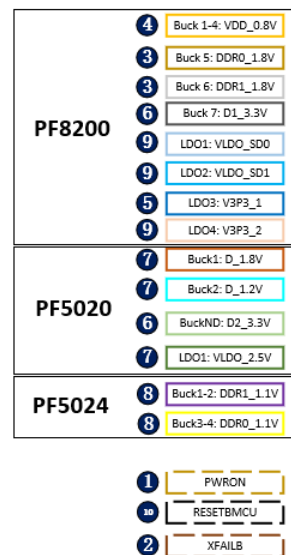 PF8200
4 Buck 1-4: VDD_0.8V
3 Buck 5: DDR0_1.8V
3 Buck 6: DDR1_1.8V
6 Buck 7: D1_3.3V
9 LDO1: VLDO_SD0
9 LDO2: VLDO_SD1
5 LDO3: V3P3_1
9 LDO4: V3P3_2
PF5020
7 Buck1: D_1.8V
7 Buck2: D_1.2V
6 BuckND: D2_3.3V
7 LDO1: VLDO_2.5V
PF5024
8 Buck1-2: DDR1_1.1V
8 Buck3-4: DDR0_1.1V
1 PWRON
10 RESETBMCU
2 XFAILB